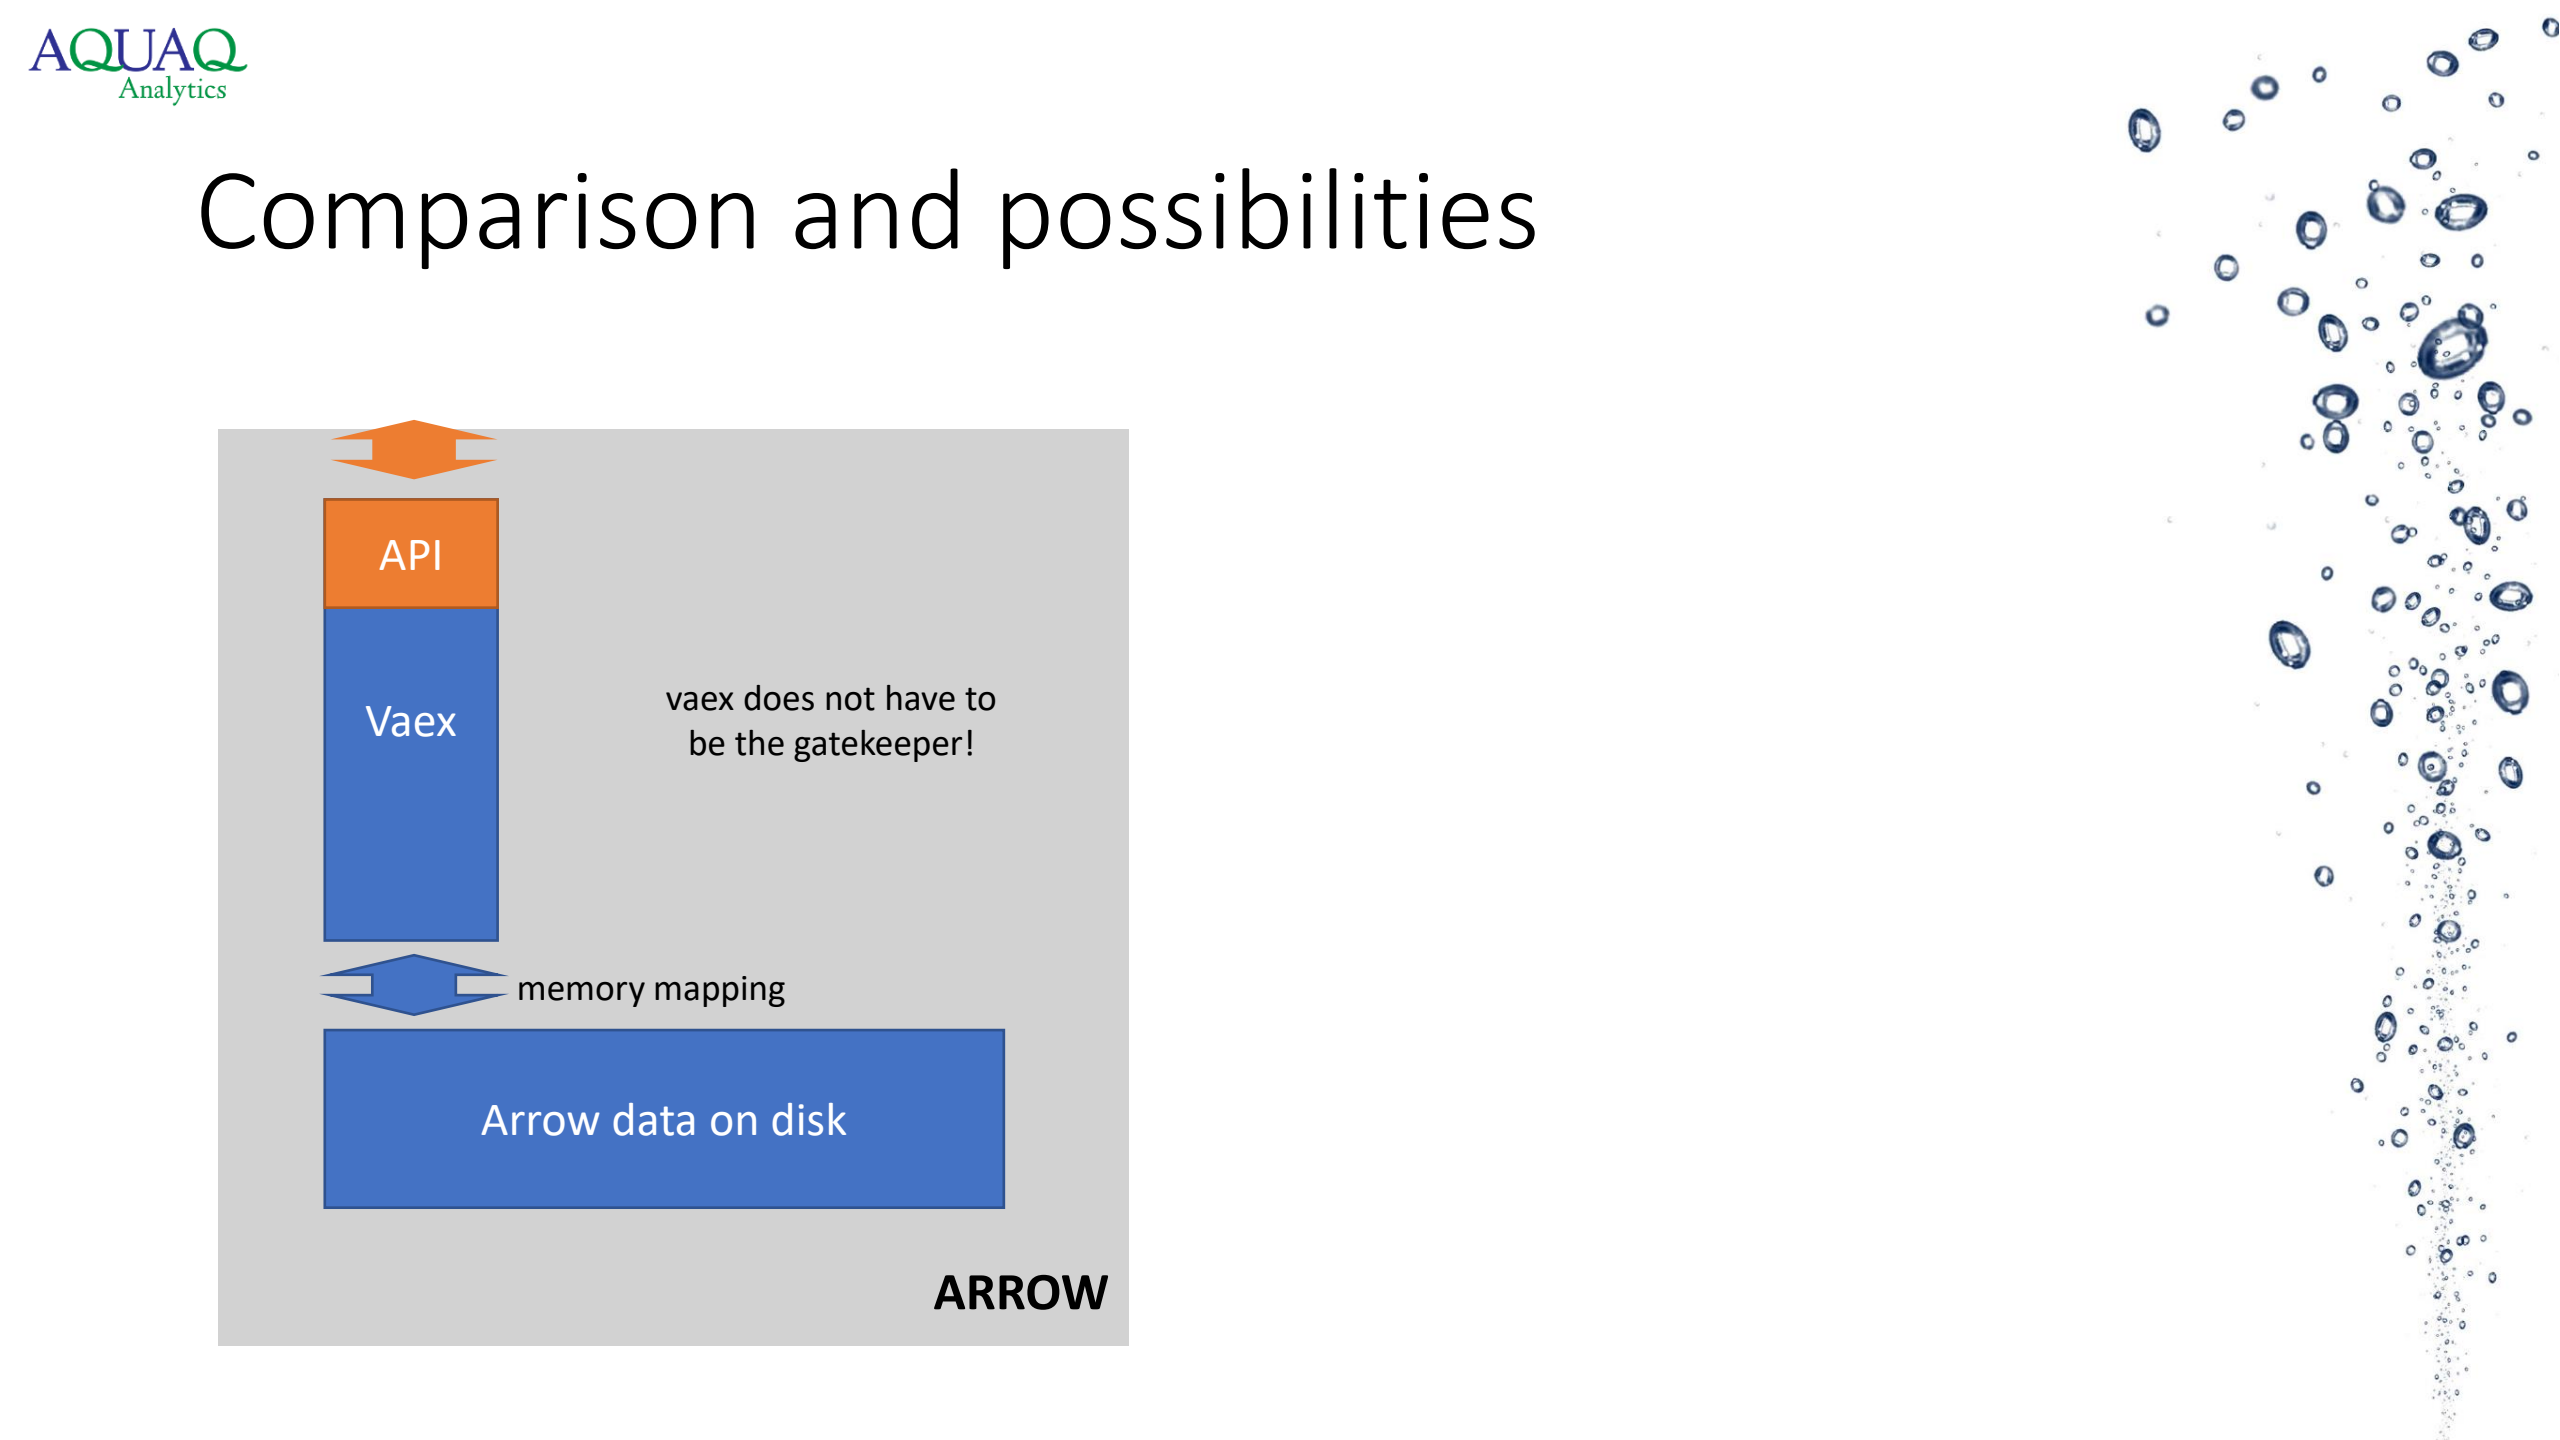 AQUAQ
Analytics
Comparison and possibilities
API
Vaex
vaex does not have to
be the gatekeeper!
memory mapping
Arrow data on disk
ARROW